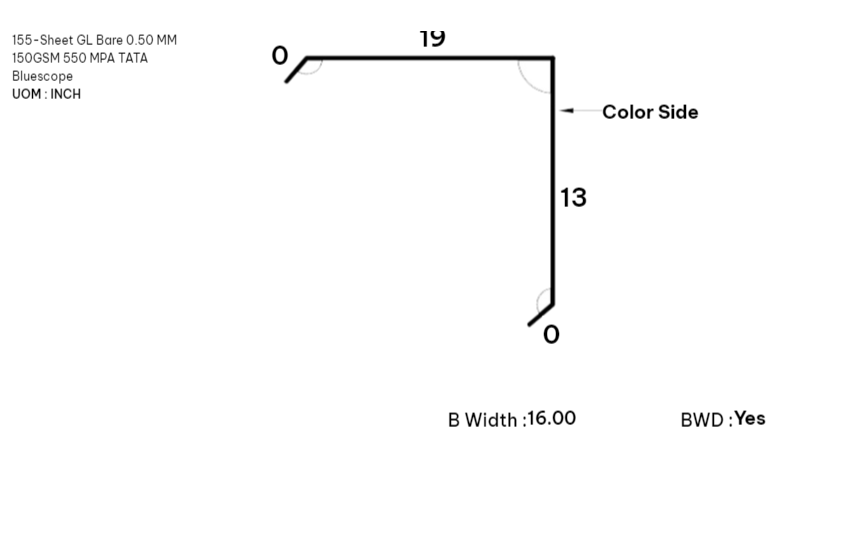 155-Sheet GL Bare 0.50 MM
150GSM 550 MPA TATA
Bluescope
UOM : INCH
19
0
Color Side
13
0
B Width :16.00
BWD :Yes